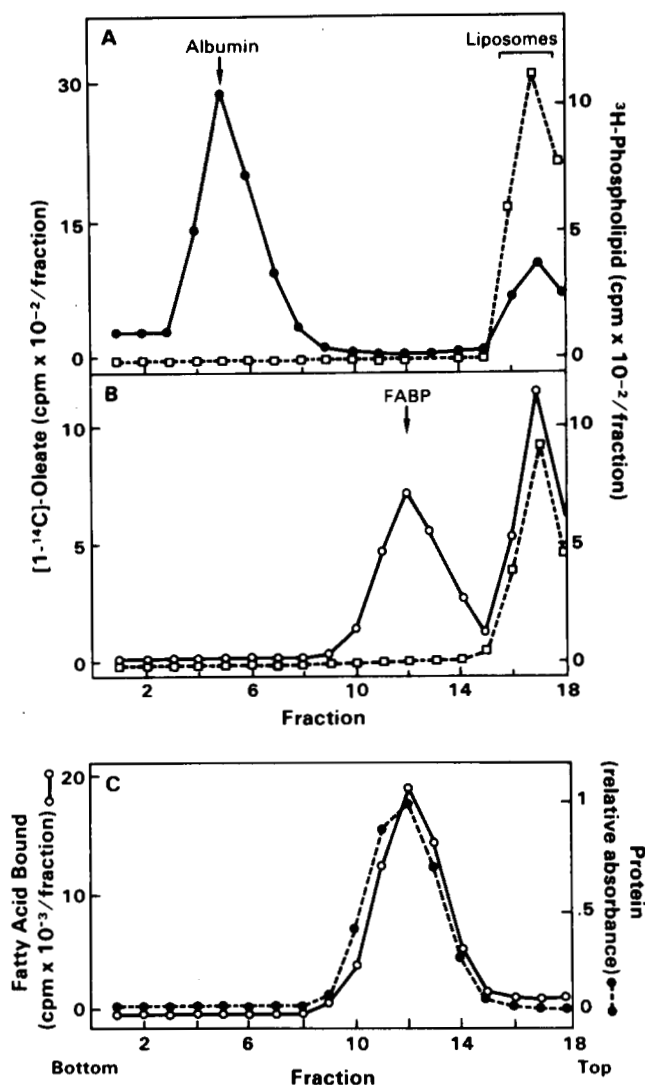 A
Albumin
Liposomes
30
15
0
10
5
0
[1-¹⁴C]-Oleate (cpm x 10⁻²/fraction)
³H-Phospholipid (cpm x 10⁻²/fraction)
B
FABP
10
5
0
10
5
0
2 6 10 14 18
Fraction
C
20
10
0
1
.5
0
Fatty Acid Bound
(cpm x 10⁻³/fraction)
Protein
(relative absorbance)
2 6 10 14 18
Bottom Fraction Top